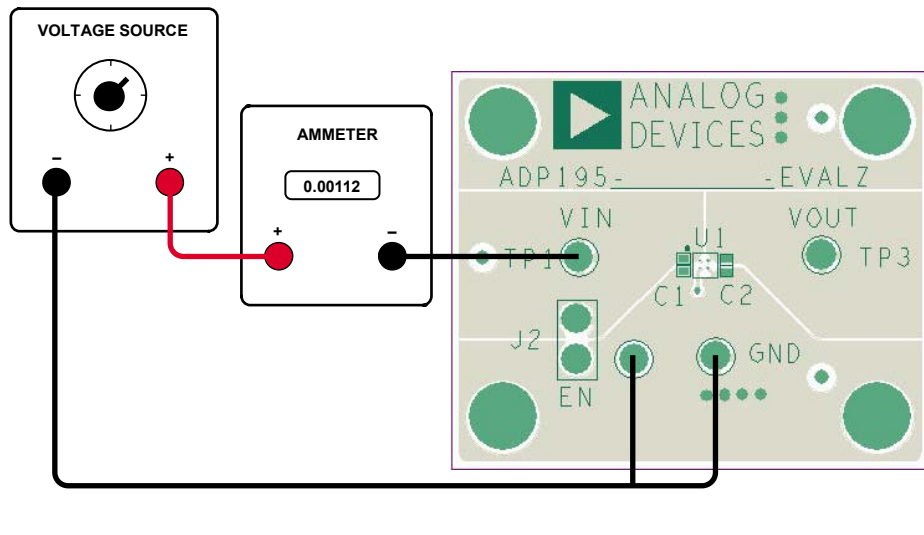 VOLTAGE SOURCE
–
+
AMMETER
0.00112
+
–
ANALOG
DEVICES
ADP195-________-EVALZ
VIN
VOUT
U1
TP1
TP3
C1
C2
J2
GND
EN